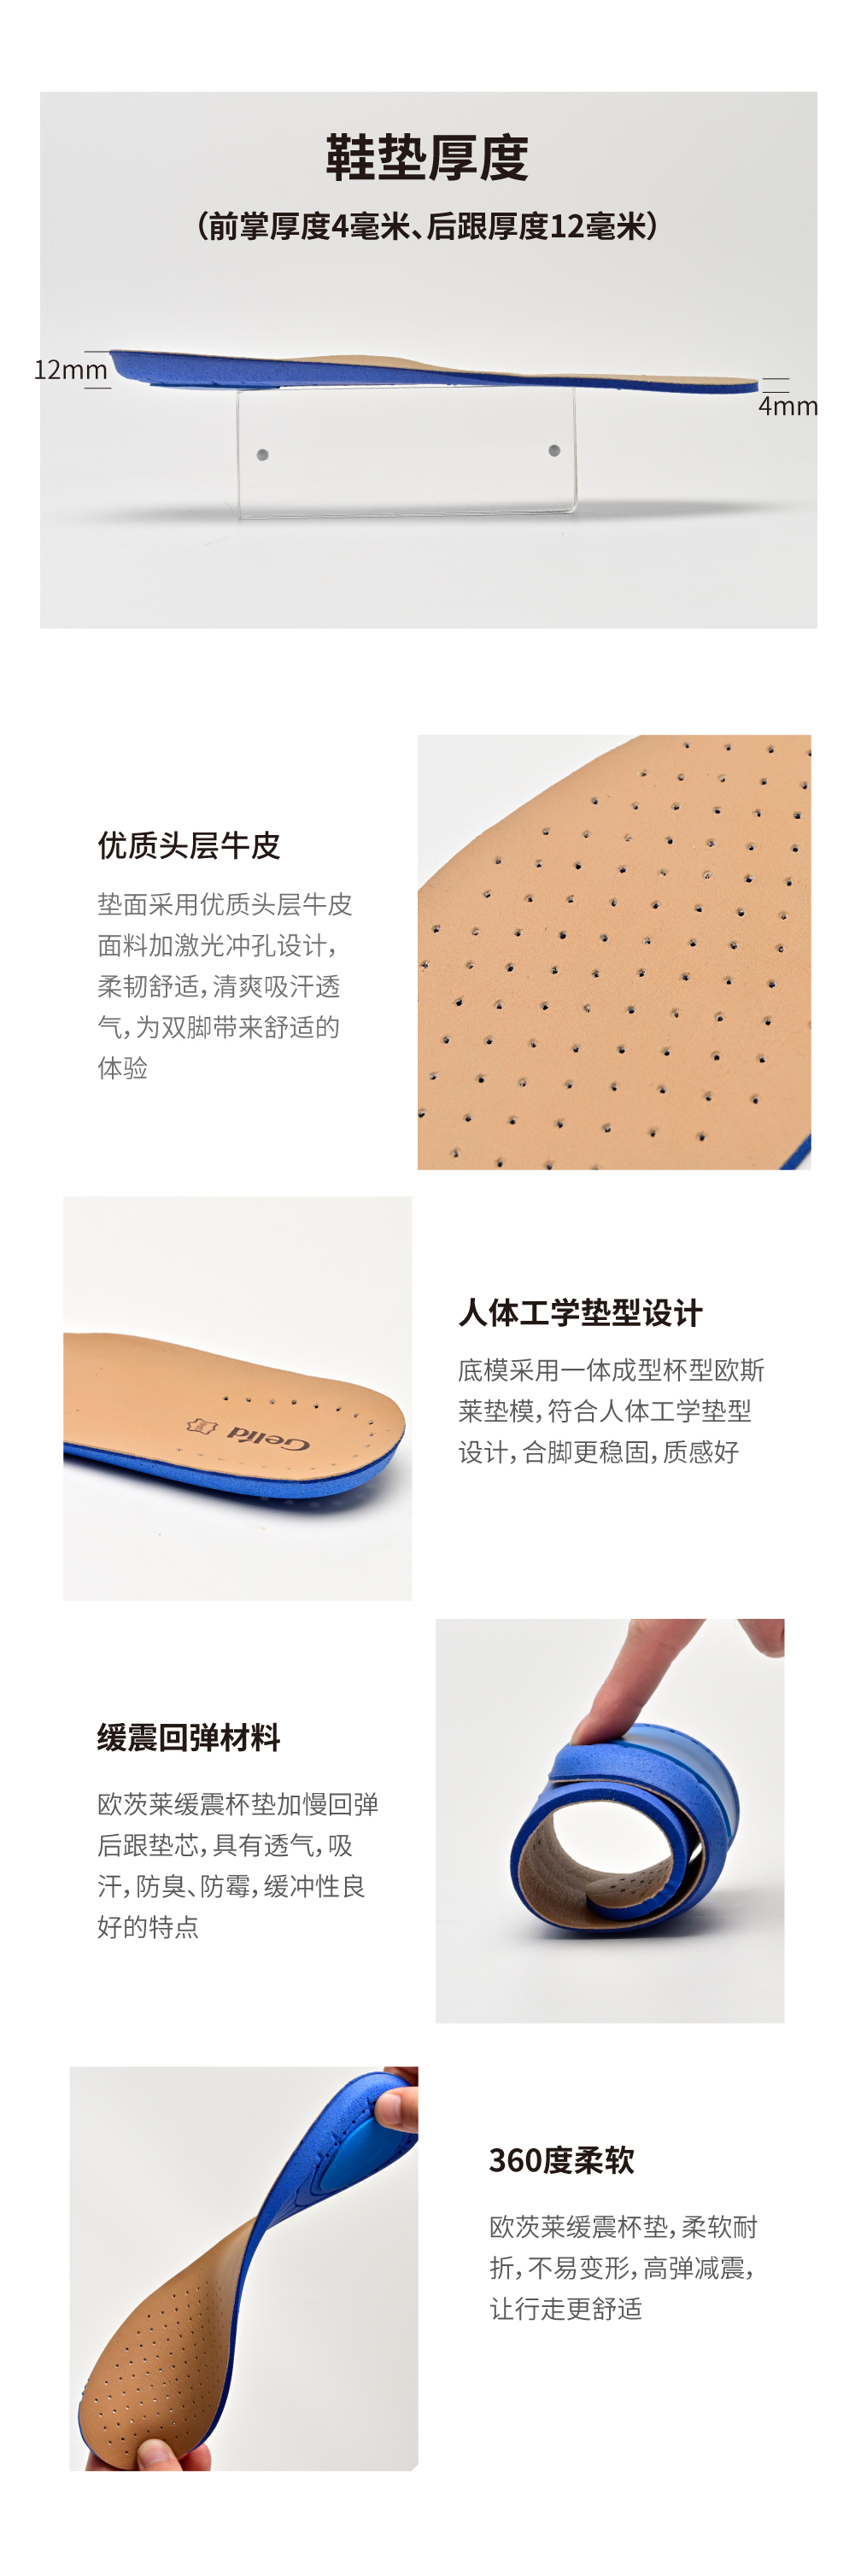 鞋垫厚度
（前掌厚度4毫米、后跟厚度12毫米）
12mm
4mm
优质头层牛皮
垫面采用优质头层牛皮
面料加激光冲孔设计，
柔韧舒适，清爽吸汗透
气，为双脚带来舒适的
体验
人体工学垫型设计
底模采用一体成型杯型欧斯
莱垫模，符合人体工学垫型
设计，合脚更稳固，质感好
Gelfd
缓震回弹材料
欧茨莱缓震杯垫加慢回弹
后跟垫芯，具有透气，吸
汗，防臭、防霉，缓冲性良
好的特点
360度柔软
欧茨莱缓震杯垫，柔软耐
折，不易变形，高弹减震，
让行走更舒适